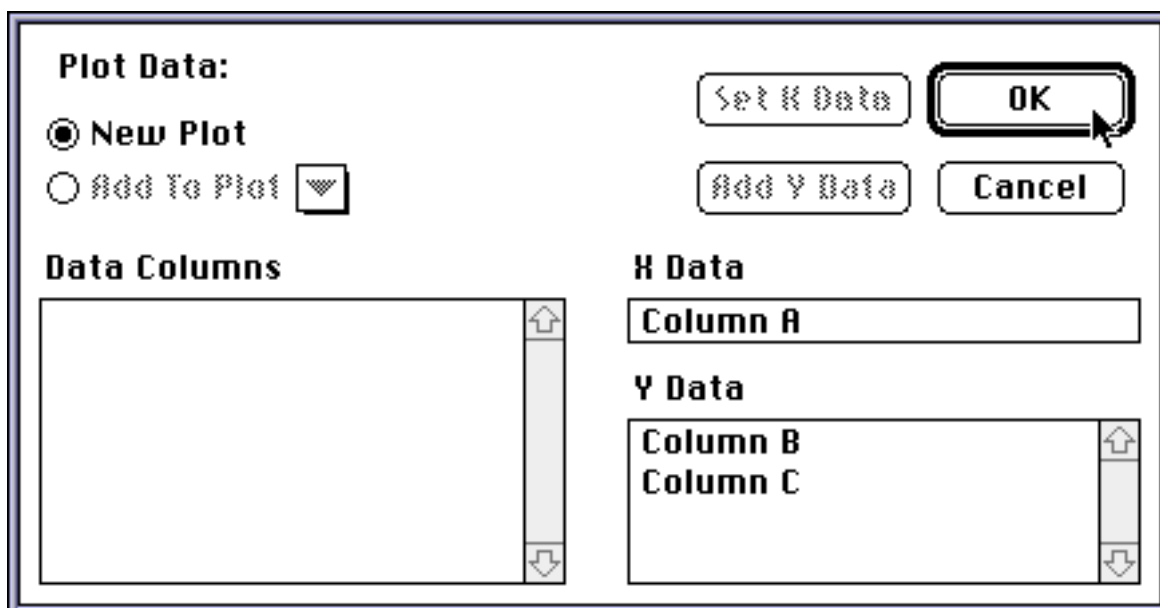 Plot Data:
New Plot
Add To Plot
Set X Data
OK
Add Y Data
Cancel
Data Columns
X Data
Column A
Y Data
Column B
Column C